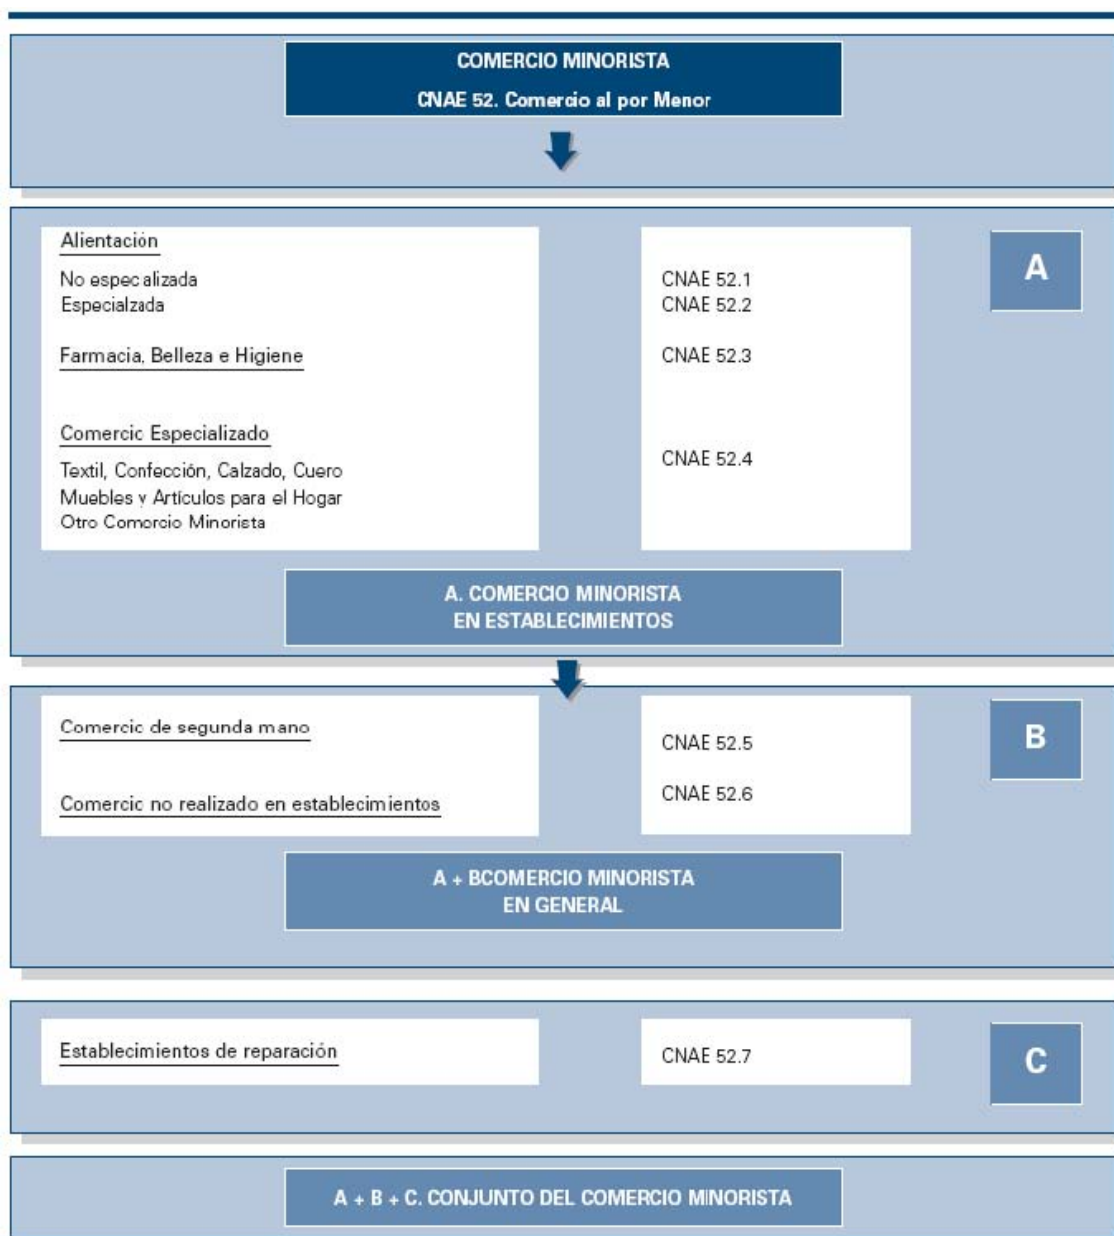 COMERCIO MINORISTA
CNAE 52. Comercio al por Menor
Alientación
No especalizada
Especialzada
CNAE 52.1
CNAE 52.2
A
Farmacia, Belleza e Higiene
CNAE 52.3
Comercic Especializado
Textil, Confección, Calzado, Cuero
Muebles y Artículos para el Hogar
Otro Comercio Minorista
CNAE 52.4
A. COMERCIO MINORISTA
EN ESTABLECIMIENTOS
Comercic de segunda mano
CNAE 52.5
B
Comercic no realizado en establecimientos
CNAE 52.6
A + BCOMERCIO MINORISTA
EN GENERAL
Establecimientos de reparación
CNAE 52.7
C
A + B + C. CONJUNTO DEL COMERCIO MINORISTA